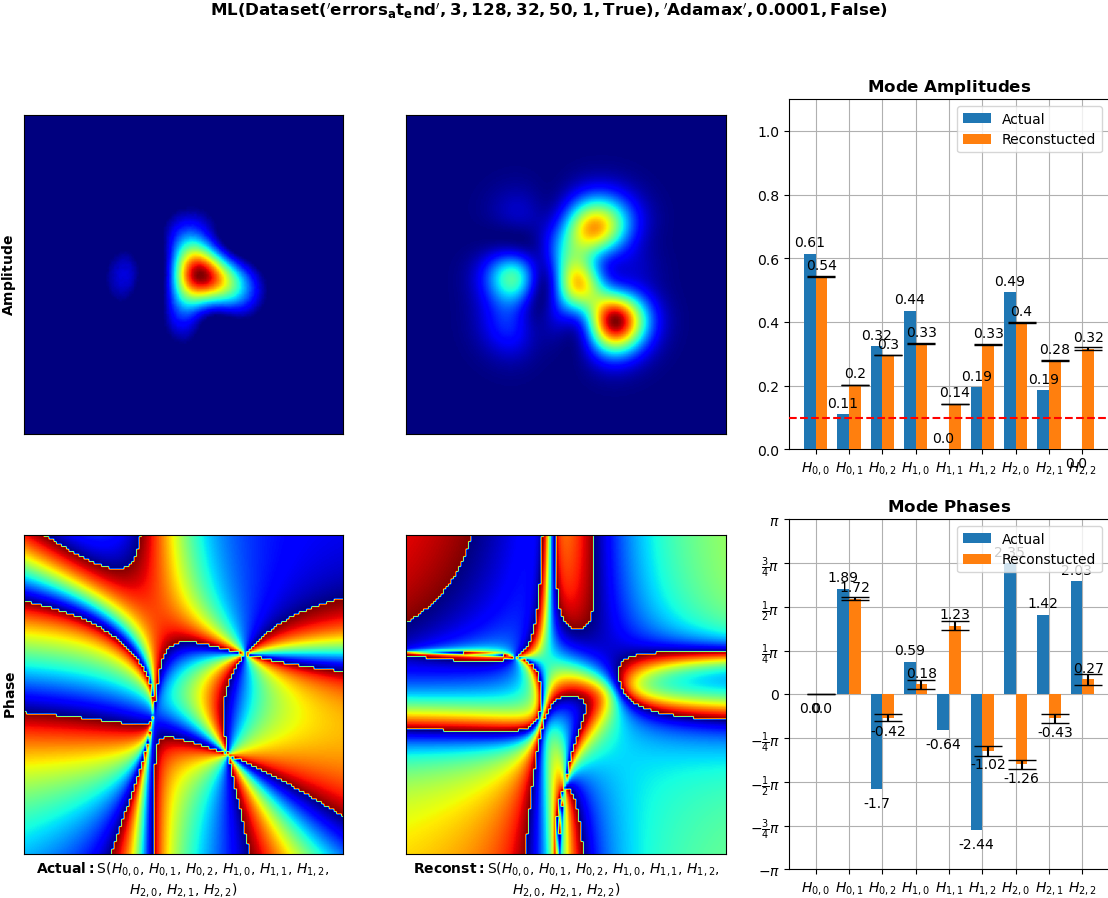 ML(Dataset('errors_at_end', 3, 128, 32, 50, 1, True), 'Adamax', 0.0001, False)
Amplitude
Mode Amplitudes
Actual
Reconstucted
1.0
0.8
0.6
0.4
0.2
0.0
0.61
0.54
0.11
0.2
0.32
0.3
0.44
0.33
0.0
0.14
0.19
0.33
0.49
0.4
0.19
0.28
0.0
0.32
H0,0 H0,1 H0,2 H1,0 H1,1 H1,2 H2,0 H2,1 H2,2
Phase
Mode Phases
Actual
Reconstucted
π
3/4π
1/2π
1/4π
0
−1/4π
−1/2π
−3/4π
−π
0.0
0.0
1.89
1.72
-1.7
-0.42
0.59
0.18
-0.64
1.23
-2.44
-1.02
2.35
-1.26
1.42
-0.43
2.03
0.27
H0,0 H0,1 H0,2 H1,0 H1,1 H1,2 H2,0 H2,1 H2,2
Actual: S(H0,0, H0,1, H0,2, H1,0, H1,1, H1,2,
H2,0, H2,1, H2,2)
Reconst: S(H0,0, H0,1, H0,2, H1,0, H1,1, H1,2,
H2,0, H2,1, H2,2)